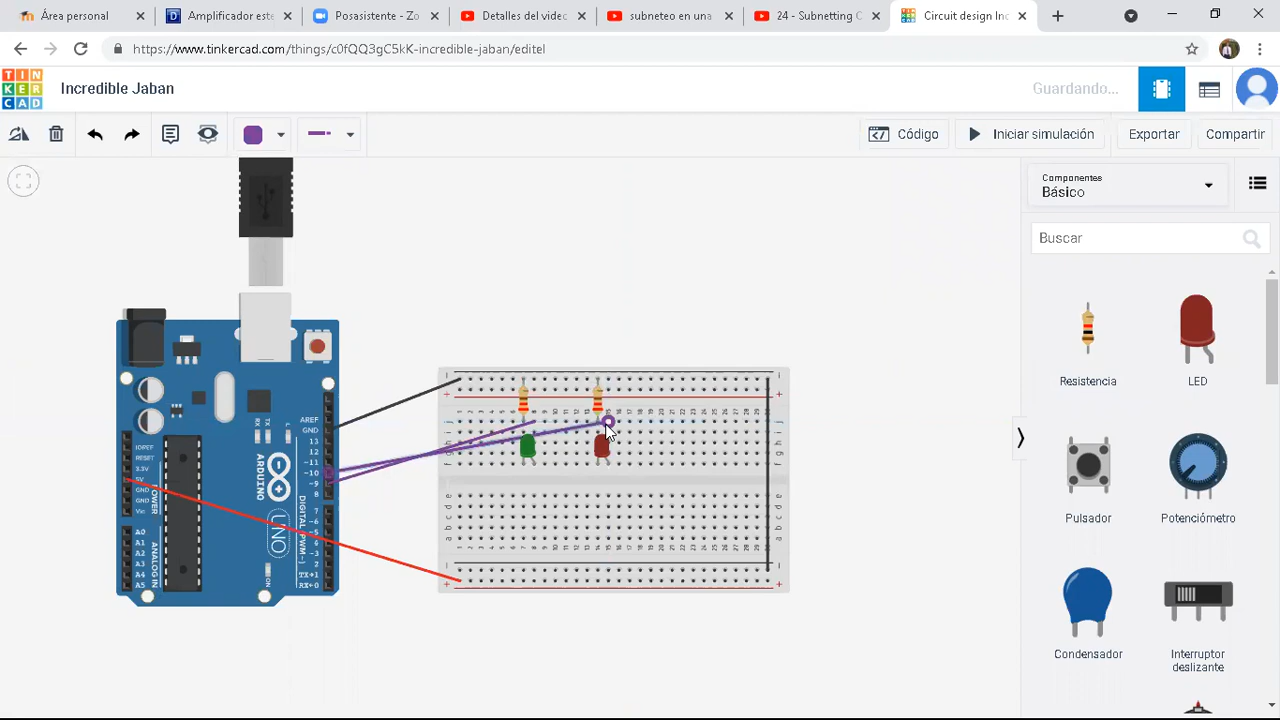 Área personal
Amplificador este
Posasistente - Zo
Detalles del video
subneteo en una
24 - Subnetting C
Circuit design Inc
https://www.tinkercad.com/things/c0fQQ3gC5kK-incredible-jaban/editel
TIN
KER
CAD
Incredible Jaban
Guardando...
Código
Iniciar simulación
Exportar
Compartir
Componentes
Básico
Buscar
Resistencia
LED
Pulsador
Potenciómetro
Condensador
Interruptor
deslizante
AREF
GND
13
12
~11
~10
~9
8
7
~6
~5
4
~3
2
TX→1
RX←0
DIGITAL (PWM~)
IOREF
RESET
3.3V
5V
GND
GND
Vin
POWER
A0
A1
A2
A3
A4
A5
ANALOG IN
RX
TX
L
ARDUINO
UNO
ON